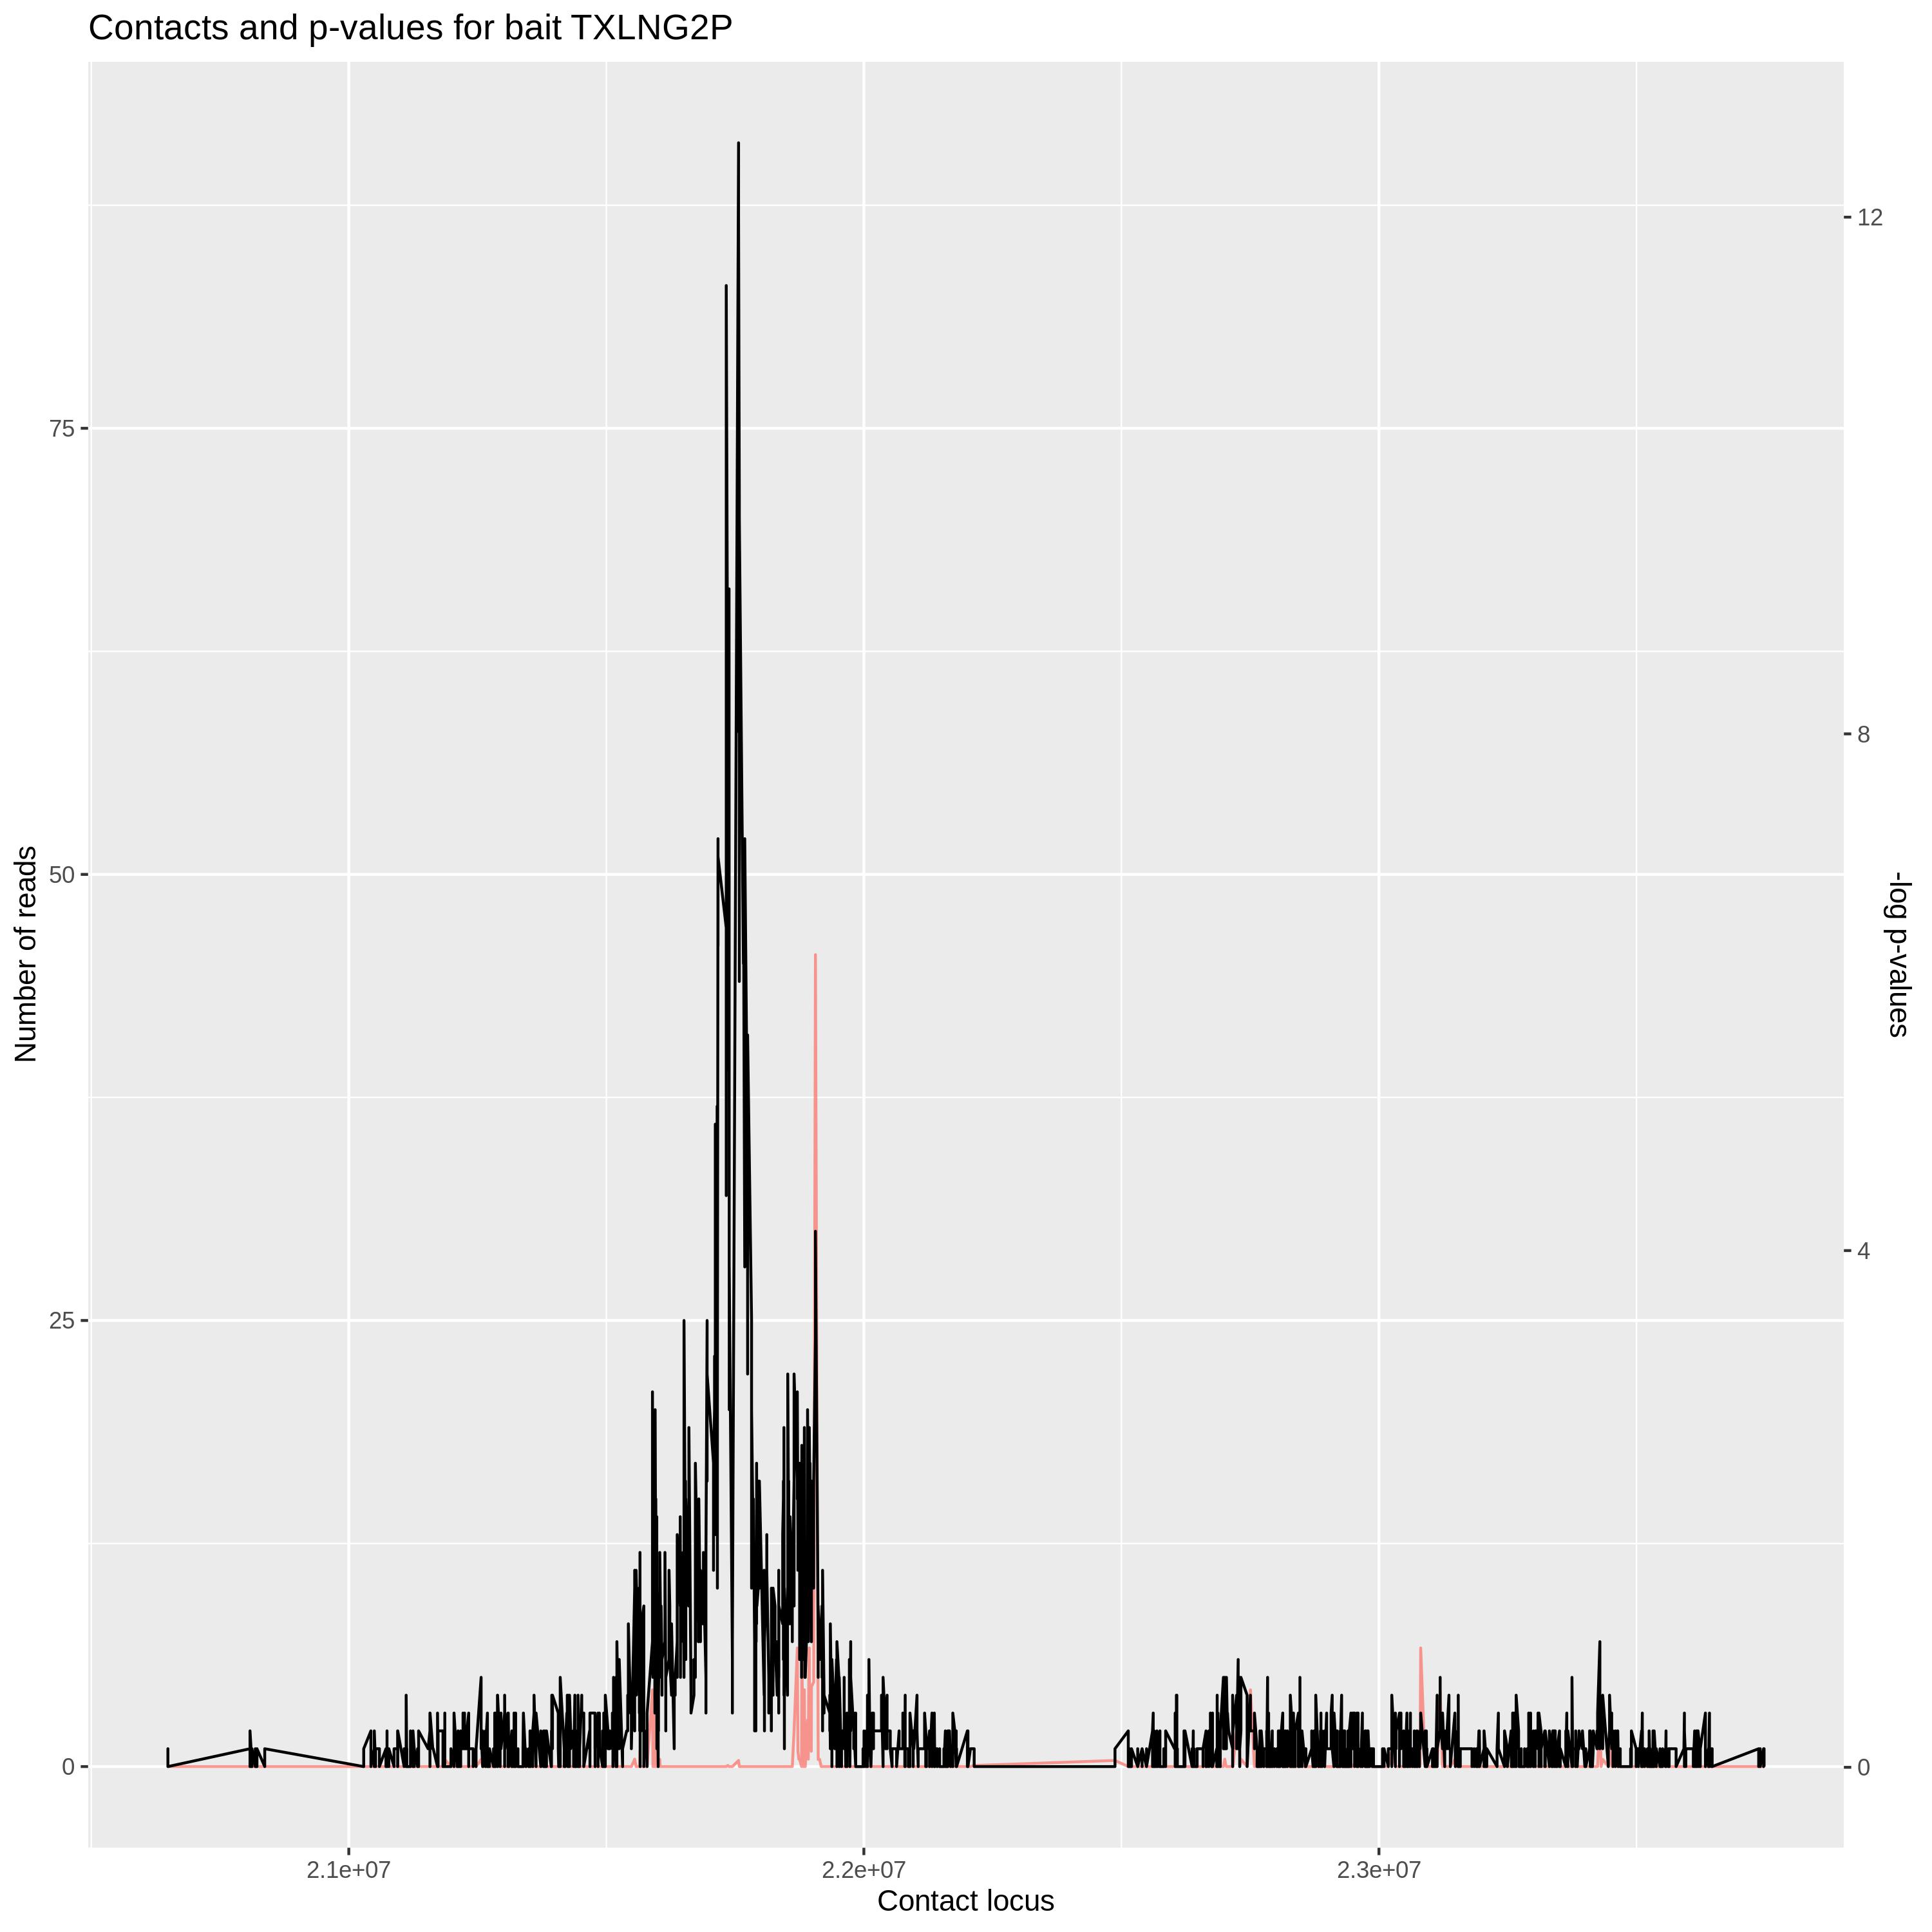 Contacts and p-values for bait TXLNG2P
Number of reads
75
50
25
0
12
8
4
0
-log p-values
2.1e+07
2.2e+07
2.3e+07
Contact locus